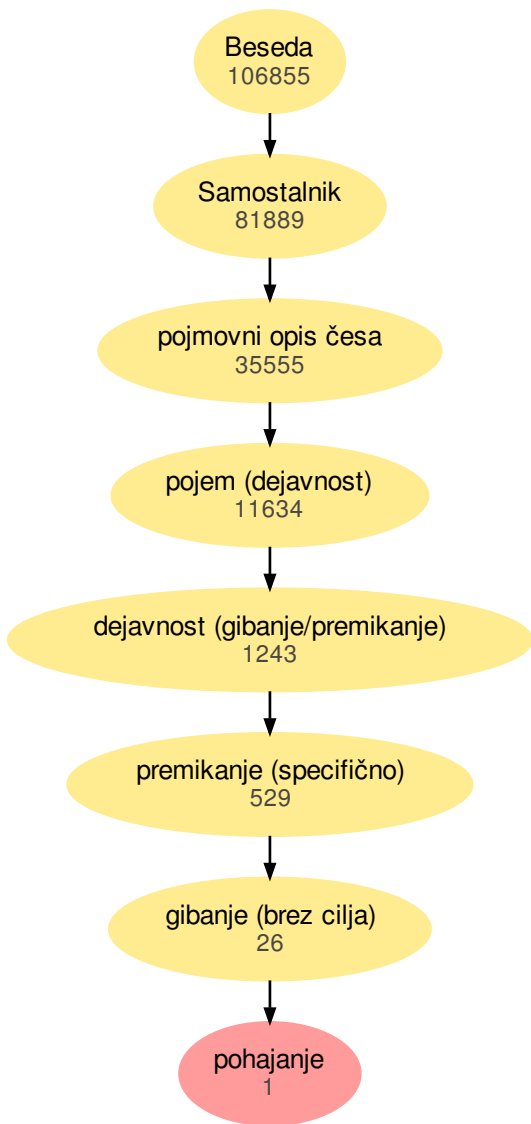 Beseda
106855
Samostalnik
81889
pojmovni opis česa
35555
pojem (dejavnost)
11634
dejavnost (gibanje/premikanje)
1243
premikanje (specifično)
529
gibanje (brez cilja)
26
pohajanje
1